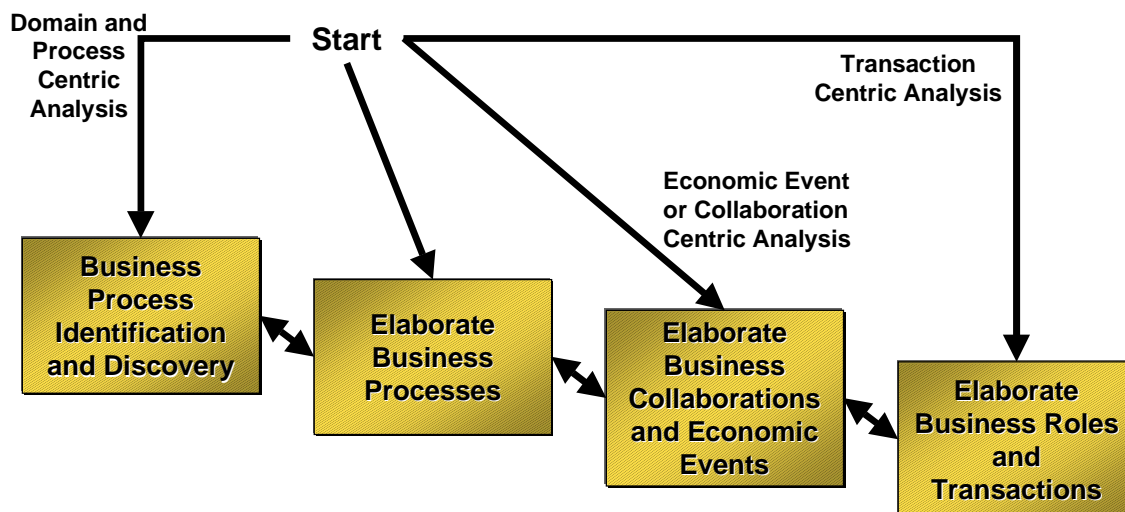 Domain and
Process
Centric
Analysis
Start
Transaction
Centric Analysis
Economic Event
or Collaboration
Centric Analysis
Business
Process
Identification
and Discovery
Elaborate
Business
Processes
Elaborate
Business
Collaborations
and Economic
Events
Elaborate
Business Roles
and
Transactions